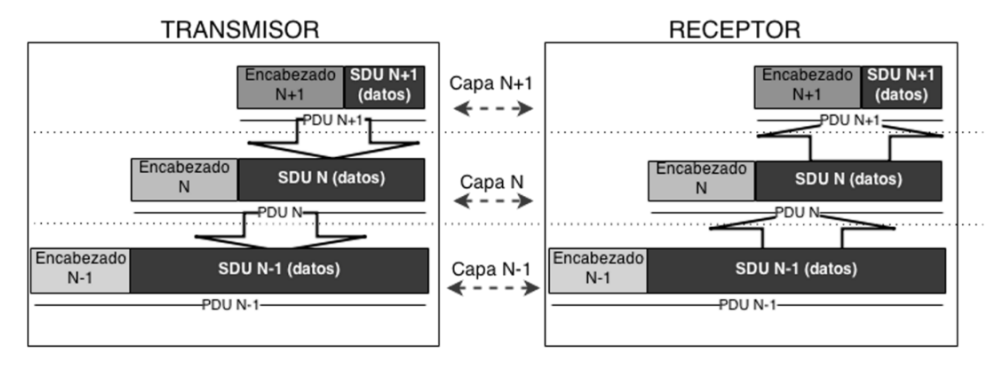 TRANSMISOR
RECEPTOR
Encabezado
N+1
SDU N+1
(datos)
PDU N+1
Capa N+1
Encabezado
N+1
SDU N+1
(datos)
PDU N+1
Encabezado
N
SDU N (datos)
PDU N
Capa N
Encabezado
N
SDU N (datos)
PDU N
Encabezado
N-1
SDU N-1 (datos)
PDU N-1
Capa N-1
Encabezado
N-1
SDU N-1 (datos)
PDU N-1